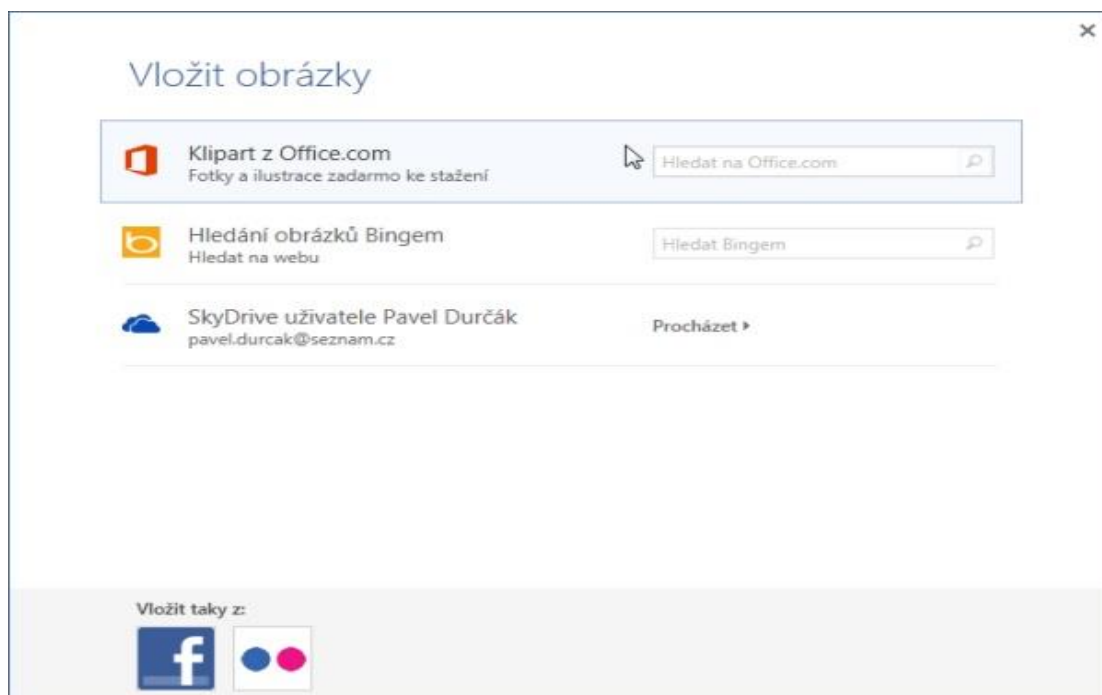 Vložit obrázky
Klipart z Office.com
Fotky a ilustrace zadarmo ke stažení
Hledat na Office.com
Hledání obrázků Bingem
Hledat na webu
Hledat Bingem
SkyDrive uživatele Pavel Durčák
pavel.durcak@seznam.cz
Procházet
Vložit taky z: